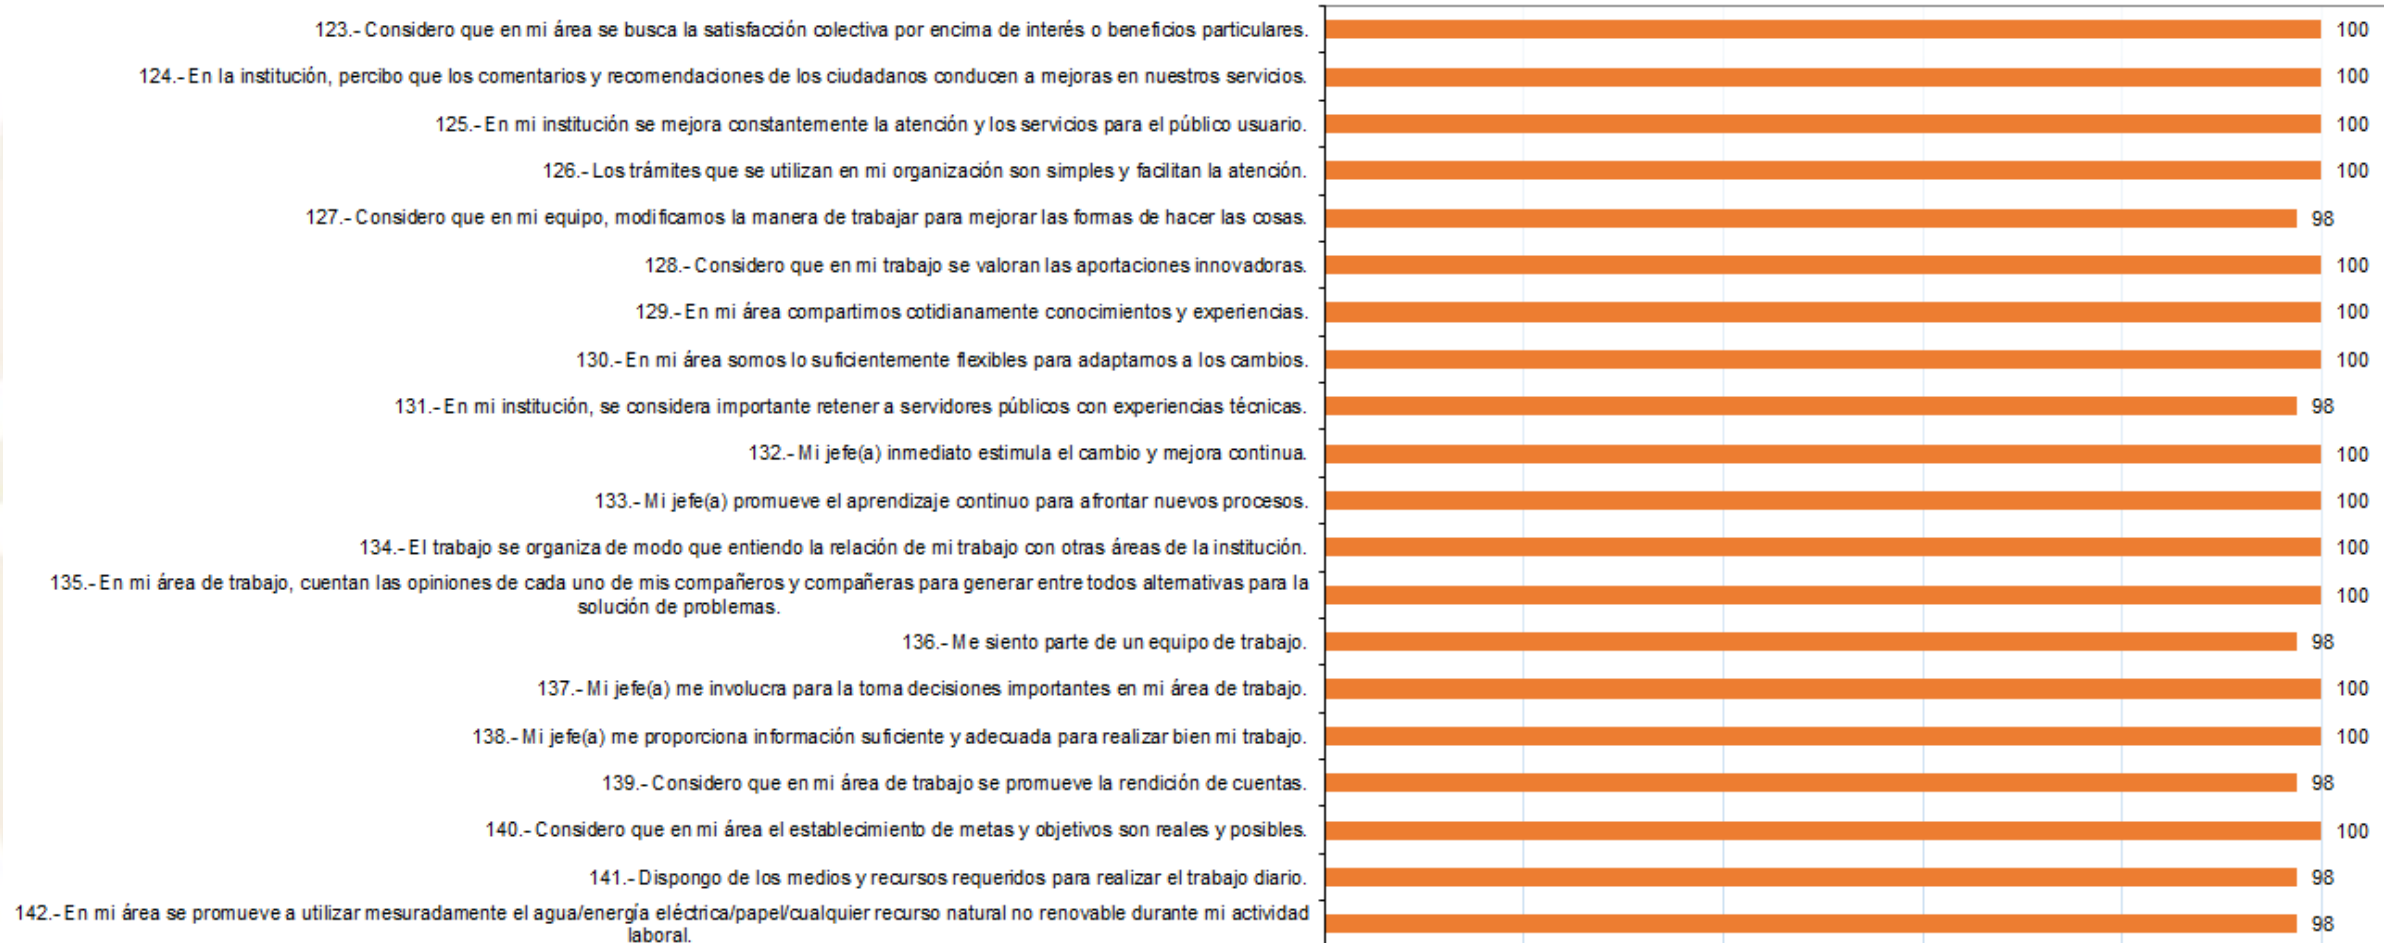 123.- Considero que en mi área se busca la satisfacción colectiva por encima de interés o beneficios particulares. 100
124.- En la institución, percibo que los comentarios y recomendaciones de los ciudadanos conducen a mejoras en nuestros servicios. 100
125.- En mi institución se mejora constantemente la atención y los servicios para el público usuario. 100
126.- Los trámites que se utilizan en mi organización son simples y facilitan la atención. 100
127.- Considero que en mi equipo, modificamos la manera de trabajar para mejorar las formas de hacer las cosas. 98
128.- Considero que en mi trabajo se valoran las aportaciones innovadoras. 100
129.- En mi área compartimos cotidianamente conocimientos y experiencias. 100
130.- En mi área somos lo suficientemente flexibles para adaptarnos a los cambios. 100
131.- En mi institución, se considera importante retener a servidores públicos con experiencias técnicas. 98
132.- Mi jefe(a) inmediato estimula el cambio y mejora continua. 100
133.- Mi jefe(a) promueve el aprendizaje continuo para afrontar nuevos procesos. 100
134.- El trabajo se organiza de modo que entiendo la relación de mi trabajo con otras áreas de la institución. 100
135.- En mi área de trabajo, cuentan las opiniones de cada uno de mis compañeros y compañeras para generar entre todos alternativas para la
solución de problemas. 100
136.- Me siento parte de un equipo de trabajo. 98
137.- Mi jefe(a) me involucra para la toma decisiones importantes en mi área de trabajo. 100
138.- Mi jefe(a) me proporciona información suficiente y adecuada para realizar bien mi trabajo. 100
139.- Considero que en mi área de trabajo se promueve la rendición de cuentas. 98
140.- Considero que en mi área el establecimiento de metas y objetivos son reales y posibles. 100
141.- Dispongo de los medios y recursos requeridos para realizar el trabajo diario. 98
142.- En mi área se promueve a utilizar mesuradamente el agua/energía eléctrica/papel/cualquier recurso natural no renovable durante mi actividad
laboral. 98